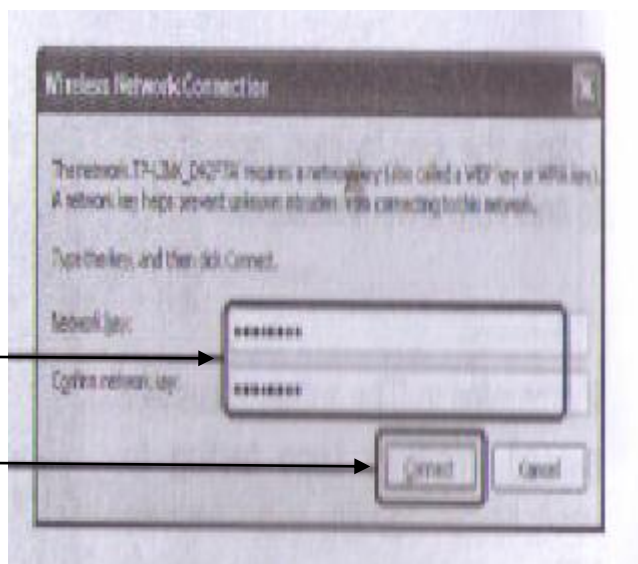 Wireless Network Connection
The network requires a network key (also called a WEP key or WPA key).
A network key helps prevent unknown intruders from connecting to this network.
Type the key, and then click Connect.
Network key:
••••••••
Confirm network key:
••••••••
Connect
Cancel